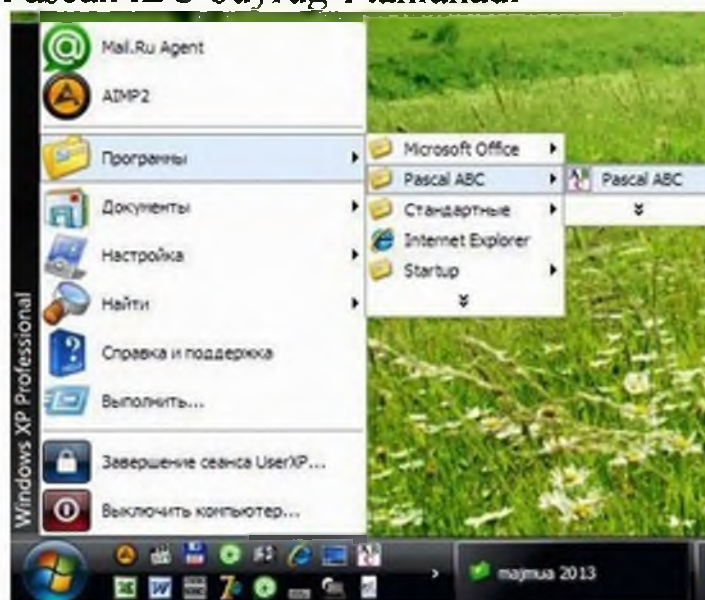 Mail.Ru Agent
AIMP2
Программы
Документы
Настройка
Найти
Справка и поддержка
Выполнить...
Завершение сеанса UserXP...
Выключить компьютер...
Windows XP Professional
Microsoft Office
Pascal ABC
Стандартные
Internet Explorer
Startup
Pascal ABC
majmua 2013